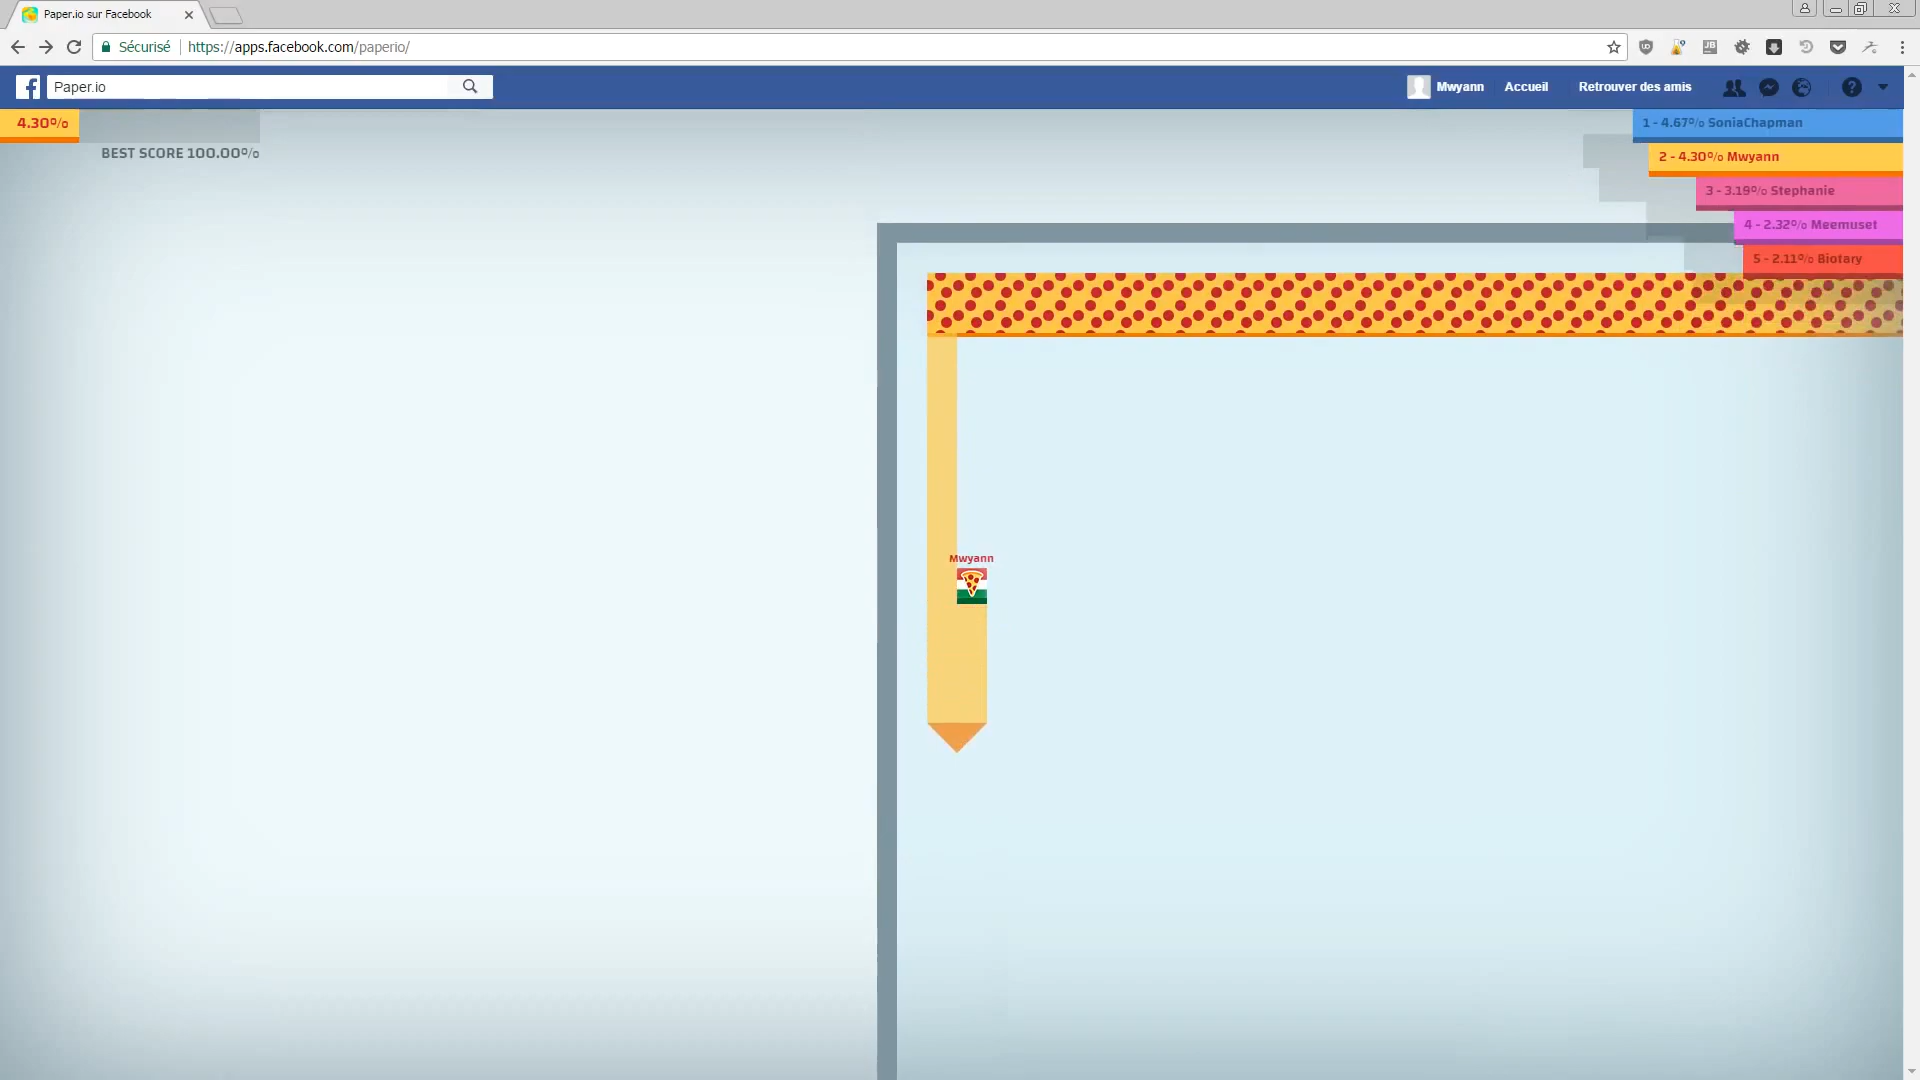 Paper.io sur Facebook
Sécurisé
https://apps.facebook.com/paperio/
Paper.io
Mwyann
Accueil
Retrouver des amis
4.30%
BEST SCORE 100.00%
1 - 4.67% SoniaChapman
2 - 4.30% Mwyann
3 - 3.19% Stephanie
4 - 2.32% Meemuset
5 - 2.11% Biotary
Mwyann